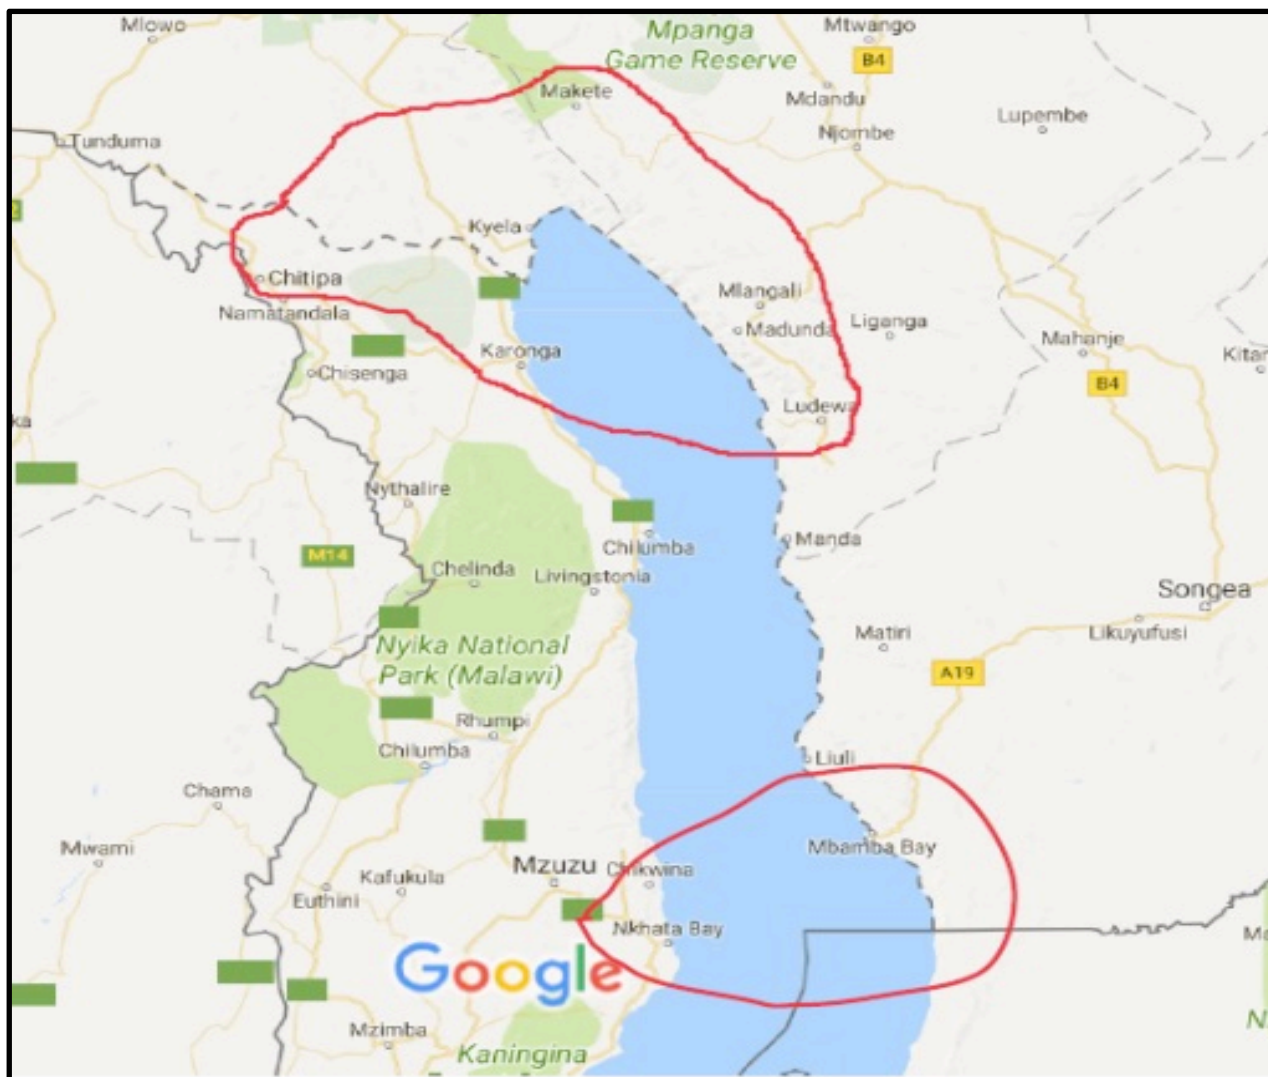 Mlowo
Mpanga
Game Reserve
Mtwango
B4
Makete
Mdandu
Lupembe
Njombe
Tunduma
Kyela
Chitipa
Namatandala
Mlangali
Madunda
Liganga
Mahanje
Kitan
B4
Karonga
Chisenga
Ludewa
ka
Nythalire
Chilumba
Manda
M14
Chelinda
Livingstonia
Songea
Likuyufusi
Matiri
Nyika National
Park (Malawi)
A19
Rhumpi
Chilumba
Liuli
Chama
Mwami
Mbamba Bay
Mzuzu
Chikwina
Kafukula
Euthini
Nkhata Bay
Google
Mzimba
Kaningina